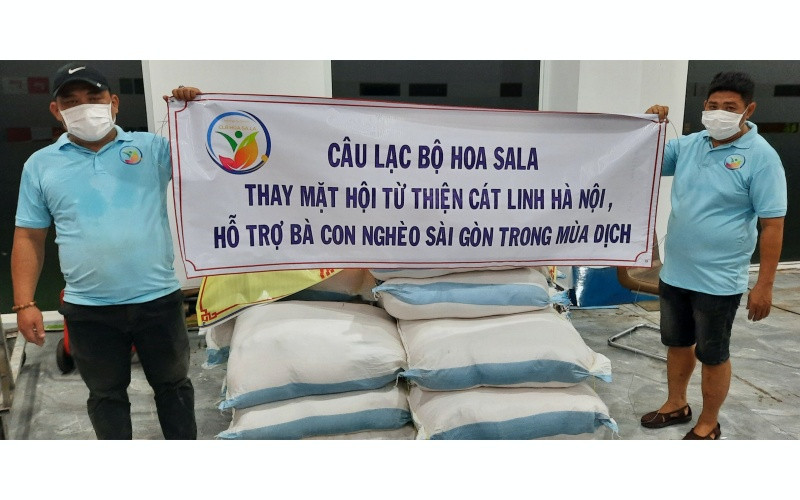 CÂU LẠC BỘ HOA SALA
THAY MẶT HỘI TỪ THIỆN CÁT LINH HÀ NỘI,
HỖ TRỢ BÀ CON NGHÈO SÀI GÒN TRONG MÙA DỊCH